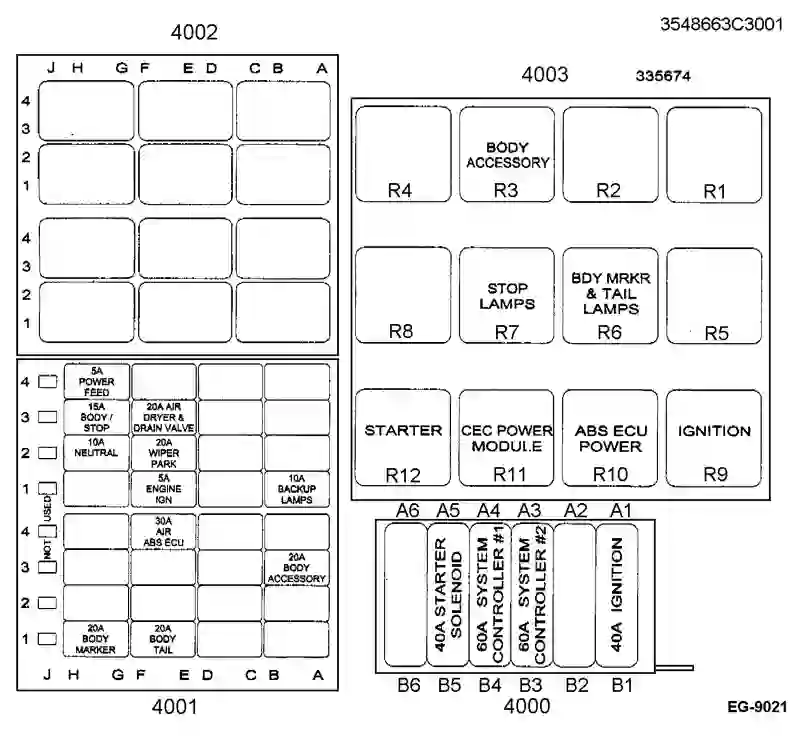 3548663C3001
4002
J H G F E D C B A
4
3
2
1
4
3
2
1
4003
335674
R4
BODY
ACCESSORY
R3
R2
R1
R8
STOP
LAMPS
R7
BDY MRKR
& TAIL
LAMPS
R6
R5
STARTER
R12
CEC POWER
MODULE
R11
ABS ECU
POWER
R10
IGNITION
R9
4
5A
POWER
FEED
3
15A
BODY /
STOP
20A AIR
DRYER &
DRAIN VALVE
2
10A
NEUTRAL
20A
WIPER
PARK
1
5A
ENGINE
IGN
10A
BACKUP
LAMPS
NOT USED
4
30A
AIR
ABS ECU
3
20A
BODY
ACCESSORY
2
1
20A
BODY
MARKER
20A
BODY
TAIL
J H G F E D C B A
4001
A6 A5 A4 A3 A2 A1
40A STARTER
SOLENOID
60A SYSTEM
CONTROLLER #1
60A SYSTEM
CONTROLLER #2
40A IGNITION
B6 B5 B4 B3 B2 B1
4000
EG-9021